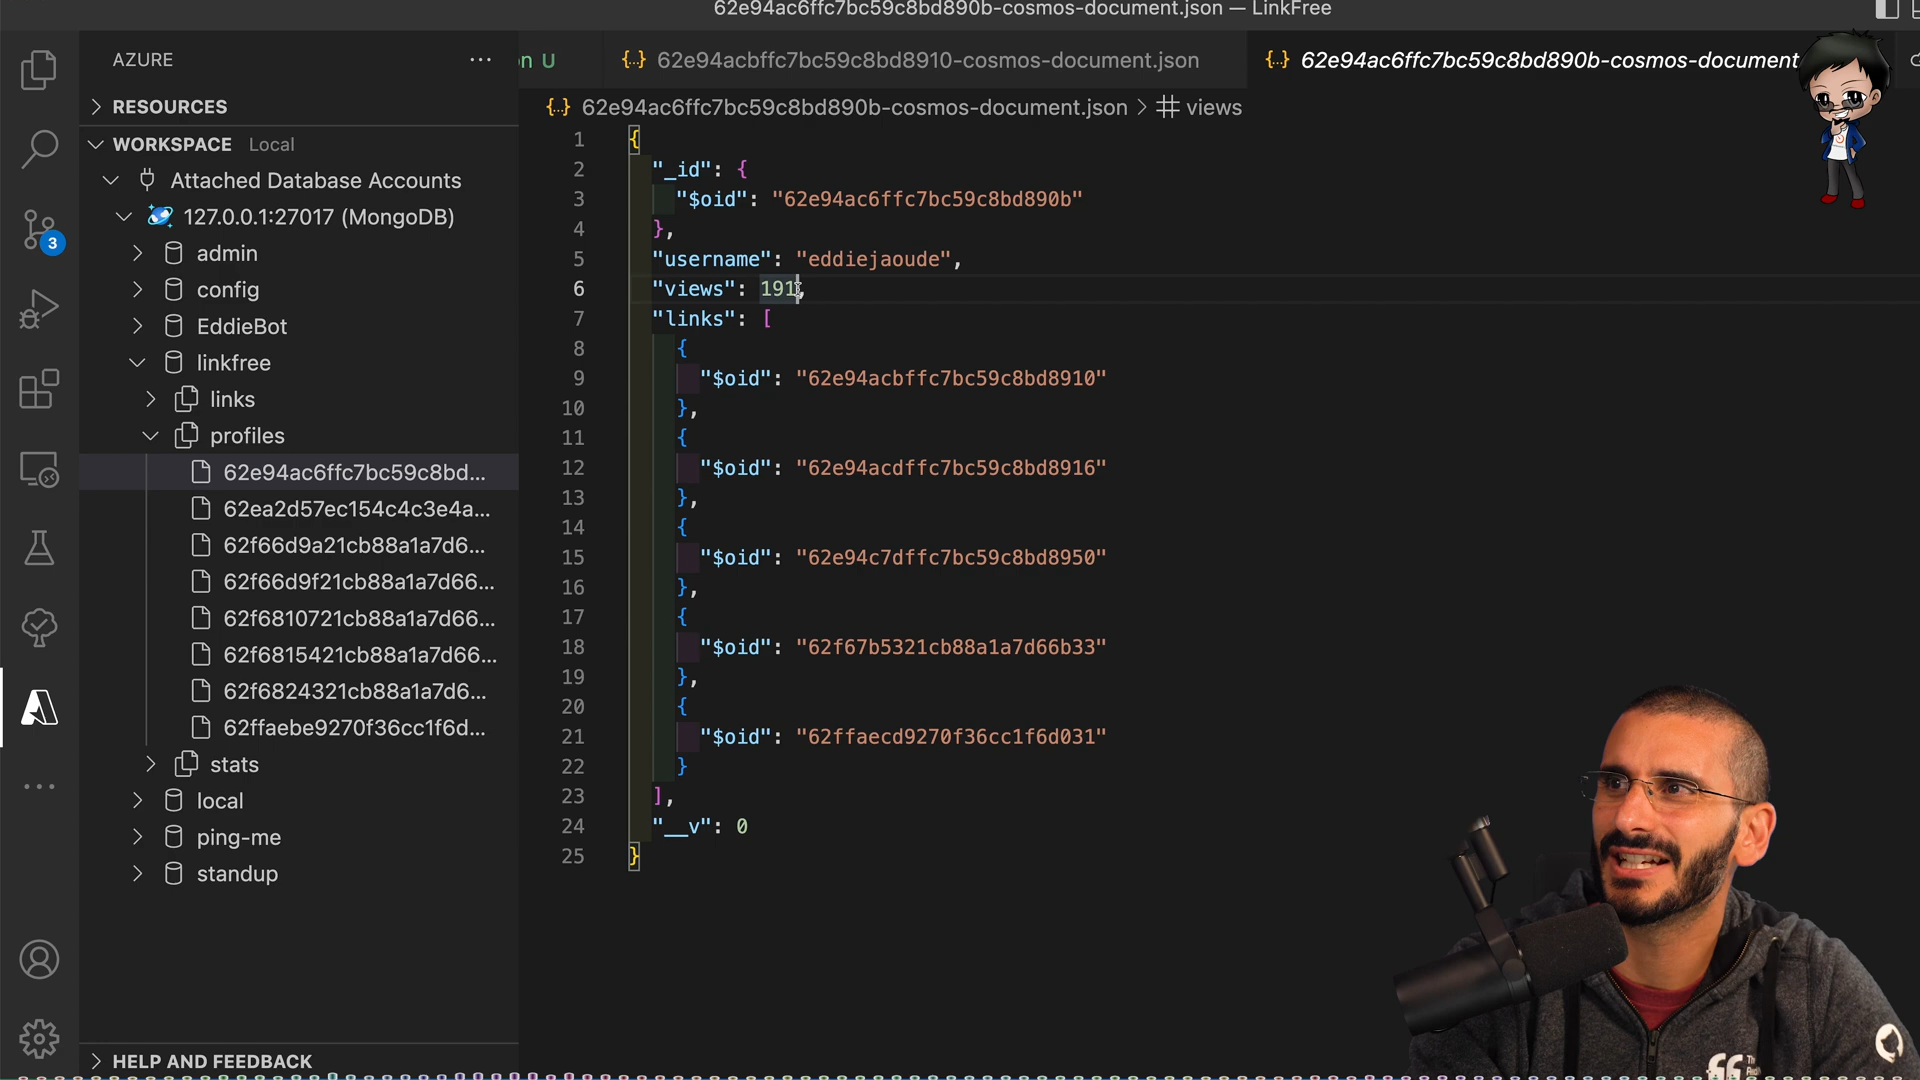 62e94ac6ffc7bc59c8bd890b-cosmos-document.json — LinkFree
AZURE
RESOURCES
WORKSPACE Local
Attached Database Accounts
127.0.0.1:27017 (MongoDB)
admin
config
EddieBot
linkfree
links
profiles
62e94ac6ffc7bc59c8bd...
62ea2d57ec154c4c3e4a...
62f66d9a21cb88a1a7d6...
62f66d9f21cb88a1a7d66...
62f6810721cb88a1a7d66...
62f6815421cb88a1a7d66...
62f6824321cb88a1a7d6...
62ffaebe9270f36cc1f6d...
stats
local
ping-me
standup
HELP AND FEEDBACK
3
n U
{..} 62e94acbffc7bc59c8bd8910-cosmos-document.json
{..} 62e94ac6ffc7bc59c8bd890b-cosmos-document
{..} 62e94ac6ffc7bc59c8bd890b-cosmos-document.json > views
1 {
2 "_id": {
3 "$oid": "62e94ac6ffc7bc59c8bd890b"
4 },
5 "username": "eddiejaoude",
6 "views": 191,
7 "links": [
8 {
9 "$oid": "62e94acbffc7bc59c8bd8910"
10 },
11 {
12 "$oid": "62e94acdffc7bc59c8bd8916"
13 },
14 {
15 "$oid": "62e94c7dffc7bc59c8bd8950"
16 },
17 {
18 "$oid": "62f67b5321cb88a1a7d66b33"
19 },
20 {
21 "$oid": "62ffaecd9270f36cc1f6d031"
22 }
23 ],
24 "__v": 0
25 }